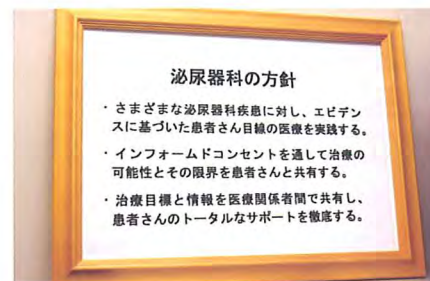 泌尿器科の方針
・さまざまな泌尿器科疾患に対し、エビデン
スに基づいた患者さん目線の医療を実践する。
・インフォームドコンセントを通して治療の
可能性とその限界を患者さんと共有する。
・治療目標と情報を医療関係者間で共有し、
患者さんのトータルなサポートを徹底する。